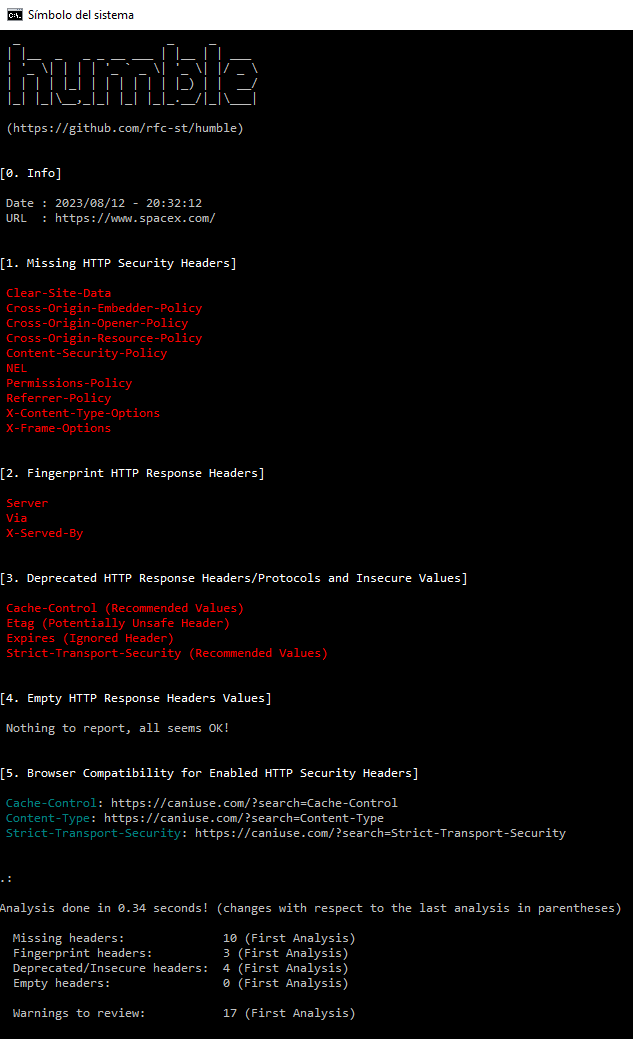 Símbolo del sistema
humble
(https://github.com/rfc-st/humble)
[0. Info]
Date : 2023/08/12 - 20:32:12
URL  : https://www.spacex.com/
[1. Missing HTTP Security Headers]
Clear-Site-Data
Cross-Origin-Embedder-Policy
Cross-Origin-Opener-Policy
Cross-Origin-Resource-Policy
Content-Security-Policy
NEL
Permissions-Policy
Referrer-Policy
X-Content-Type-Options
X-Frame-Options
[2. Fingerprint HTTP Response Headers]
Server
Via
X-Served-By
[3. Deprecated HTTP Response Headers/Protocols and Insecure Values]
Cache-Control (Recommended Values)
Etag (Potentially Unsafe Header)
Expires (Ignored Header)
Strict-Transport-Security (Recommended Values)
[4. Empty HTTP Response Headers Values]
Nothing to report, all seems OK!
[5. Browser Compatibility for Enabled HTTP Security Headers]
Cache-Control: https://caniuse.com/?search=Cache-Control
Content-Type: https://caniuse.com/?search=Content-Type
Strict-Transport-Security: https://caniuse.com/?search=Strict-Transport-Security
.:
Analysis done in 0.34 seconds! (changes with respect to the last analysis in parentheses)
Missing headers:              10 (First Analysis)
Fingerprint headers:          3 (First Analysis)
Deprecated/Insecure headers:  4 (First Analysis)
Empty headers:                0 (First Analysis)
Warnings to review:           17 (First Analysis)